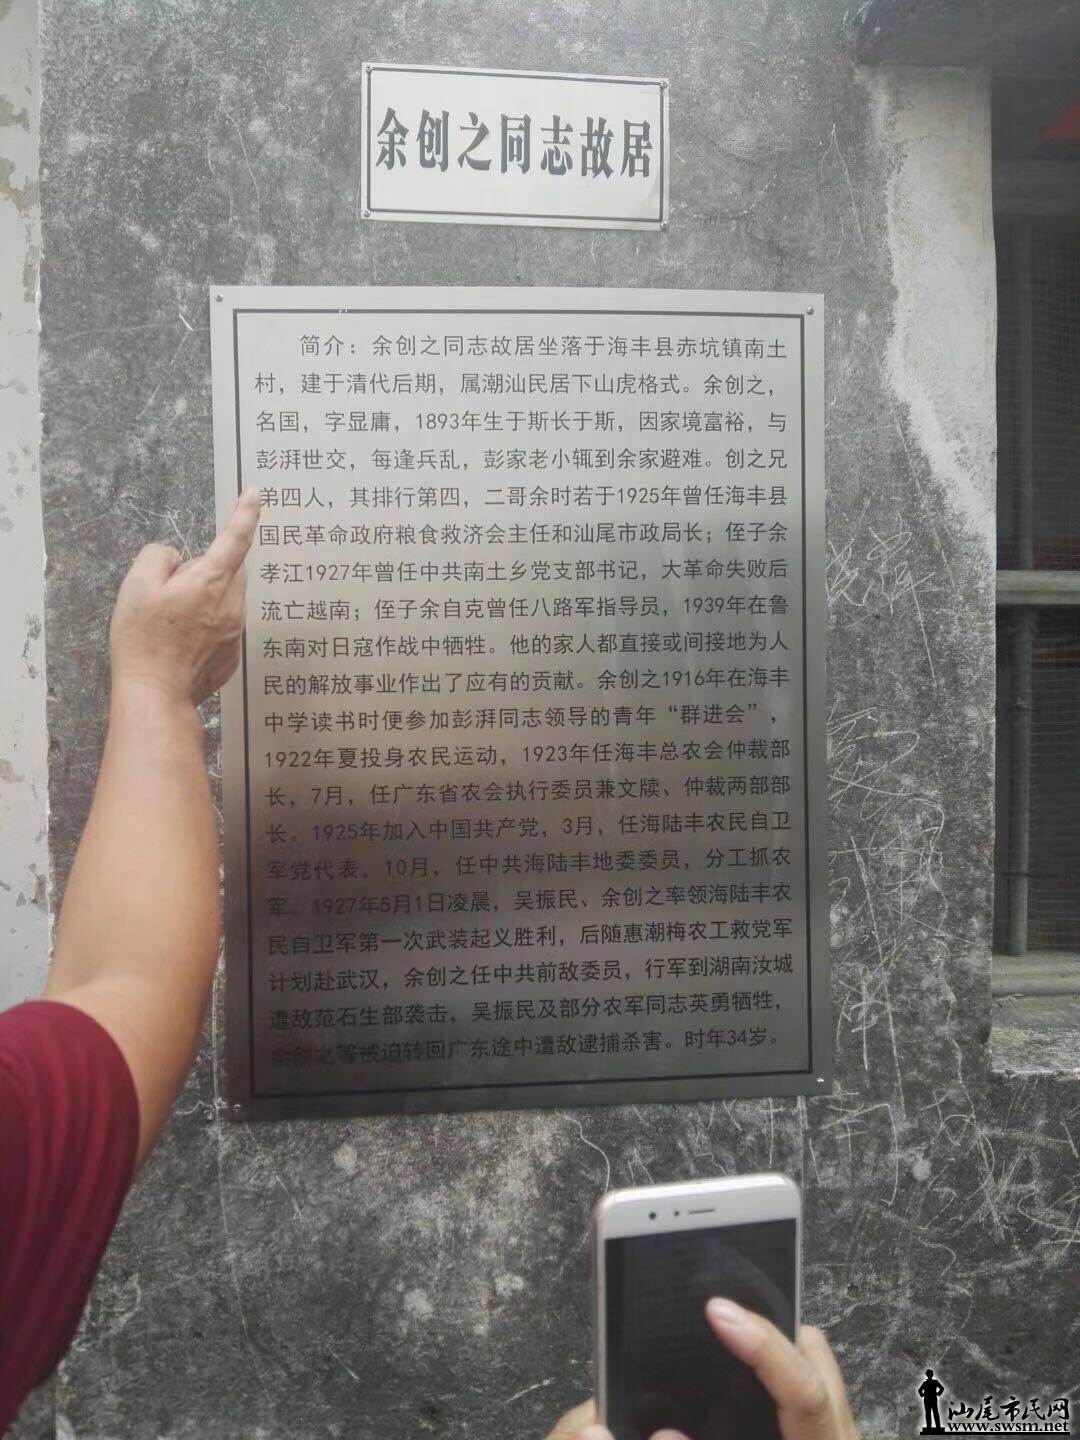 余创之同志故居
简介：余创之同志故居坐落于海丰县赤坑镇南土
村，建于清代后期，属潮汕民居下山虎格式。余创之，
名国，字显庸，1893年生于斯长于斯，因家境富裕，与
彭湃世交，每逢兵乱，彭家老小辄到余家避难。创之兄
弟四人，其排行第四，二哥余时若于1925年曾任海丰县
国民革命政府粮食救济会主任和汕尾市政局长；侄子余
孝江1927年曾任中共南土乡党支部书记，大革命失败后
流亡越南；侄子余自克曾任八路军指导员，1939年在鲁
东南对日寇作战中牺牲。他的家人都直接或间接地为人
民的解放事业作出了应有的贡献。余创之1916年在海丰
中学读书时便参加彭湃同志领导的青年“群进会”，
1922年夏投身农民运动，1923年任海丰总农会仲裁部
长，7月，任广东省农会执行委员兼文牍、仲裁两部部
长。1925年加入中国共产党，3月，任海陆丰农民自卫
军党代表。10月，任中共海陆丰地委委员，分工抓农
军。1927年5月1日凌晨，吴振民、余创之率领海陆丰农
民自卫军第一次武装起义胜利，后随惠潮梅农工救党军
计划赴武汉，余创之任中共前敌委员，行军到湖南汝城
遭敌范石生部袭击，吴振民及部分农军同志英勇牺牲，
余创之等被迫转回广东途中遭敌逮捕杀害。时年34岁。
汕尾市民网
www.swsm.net